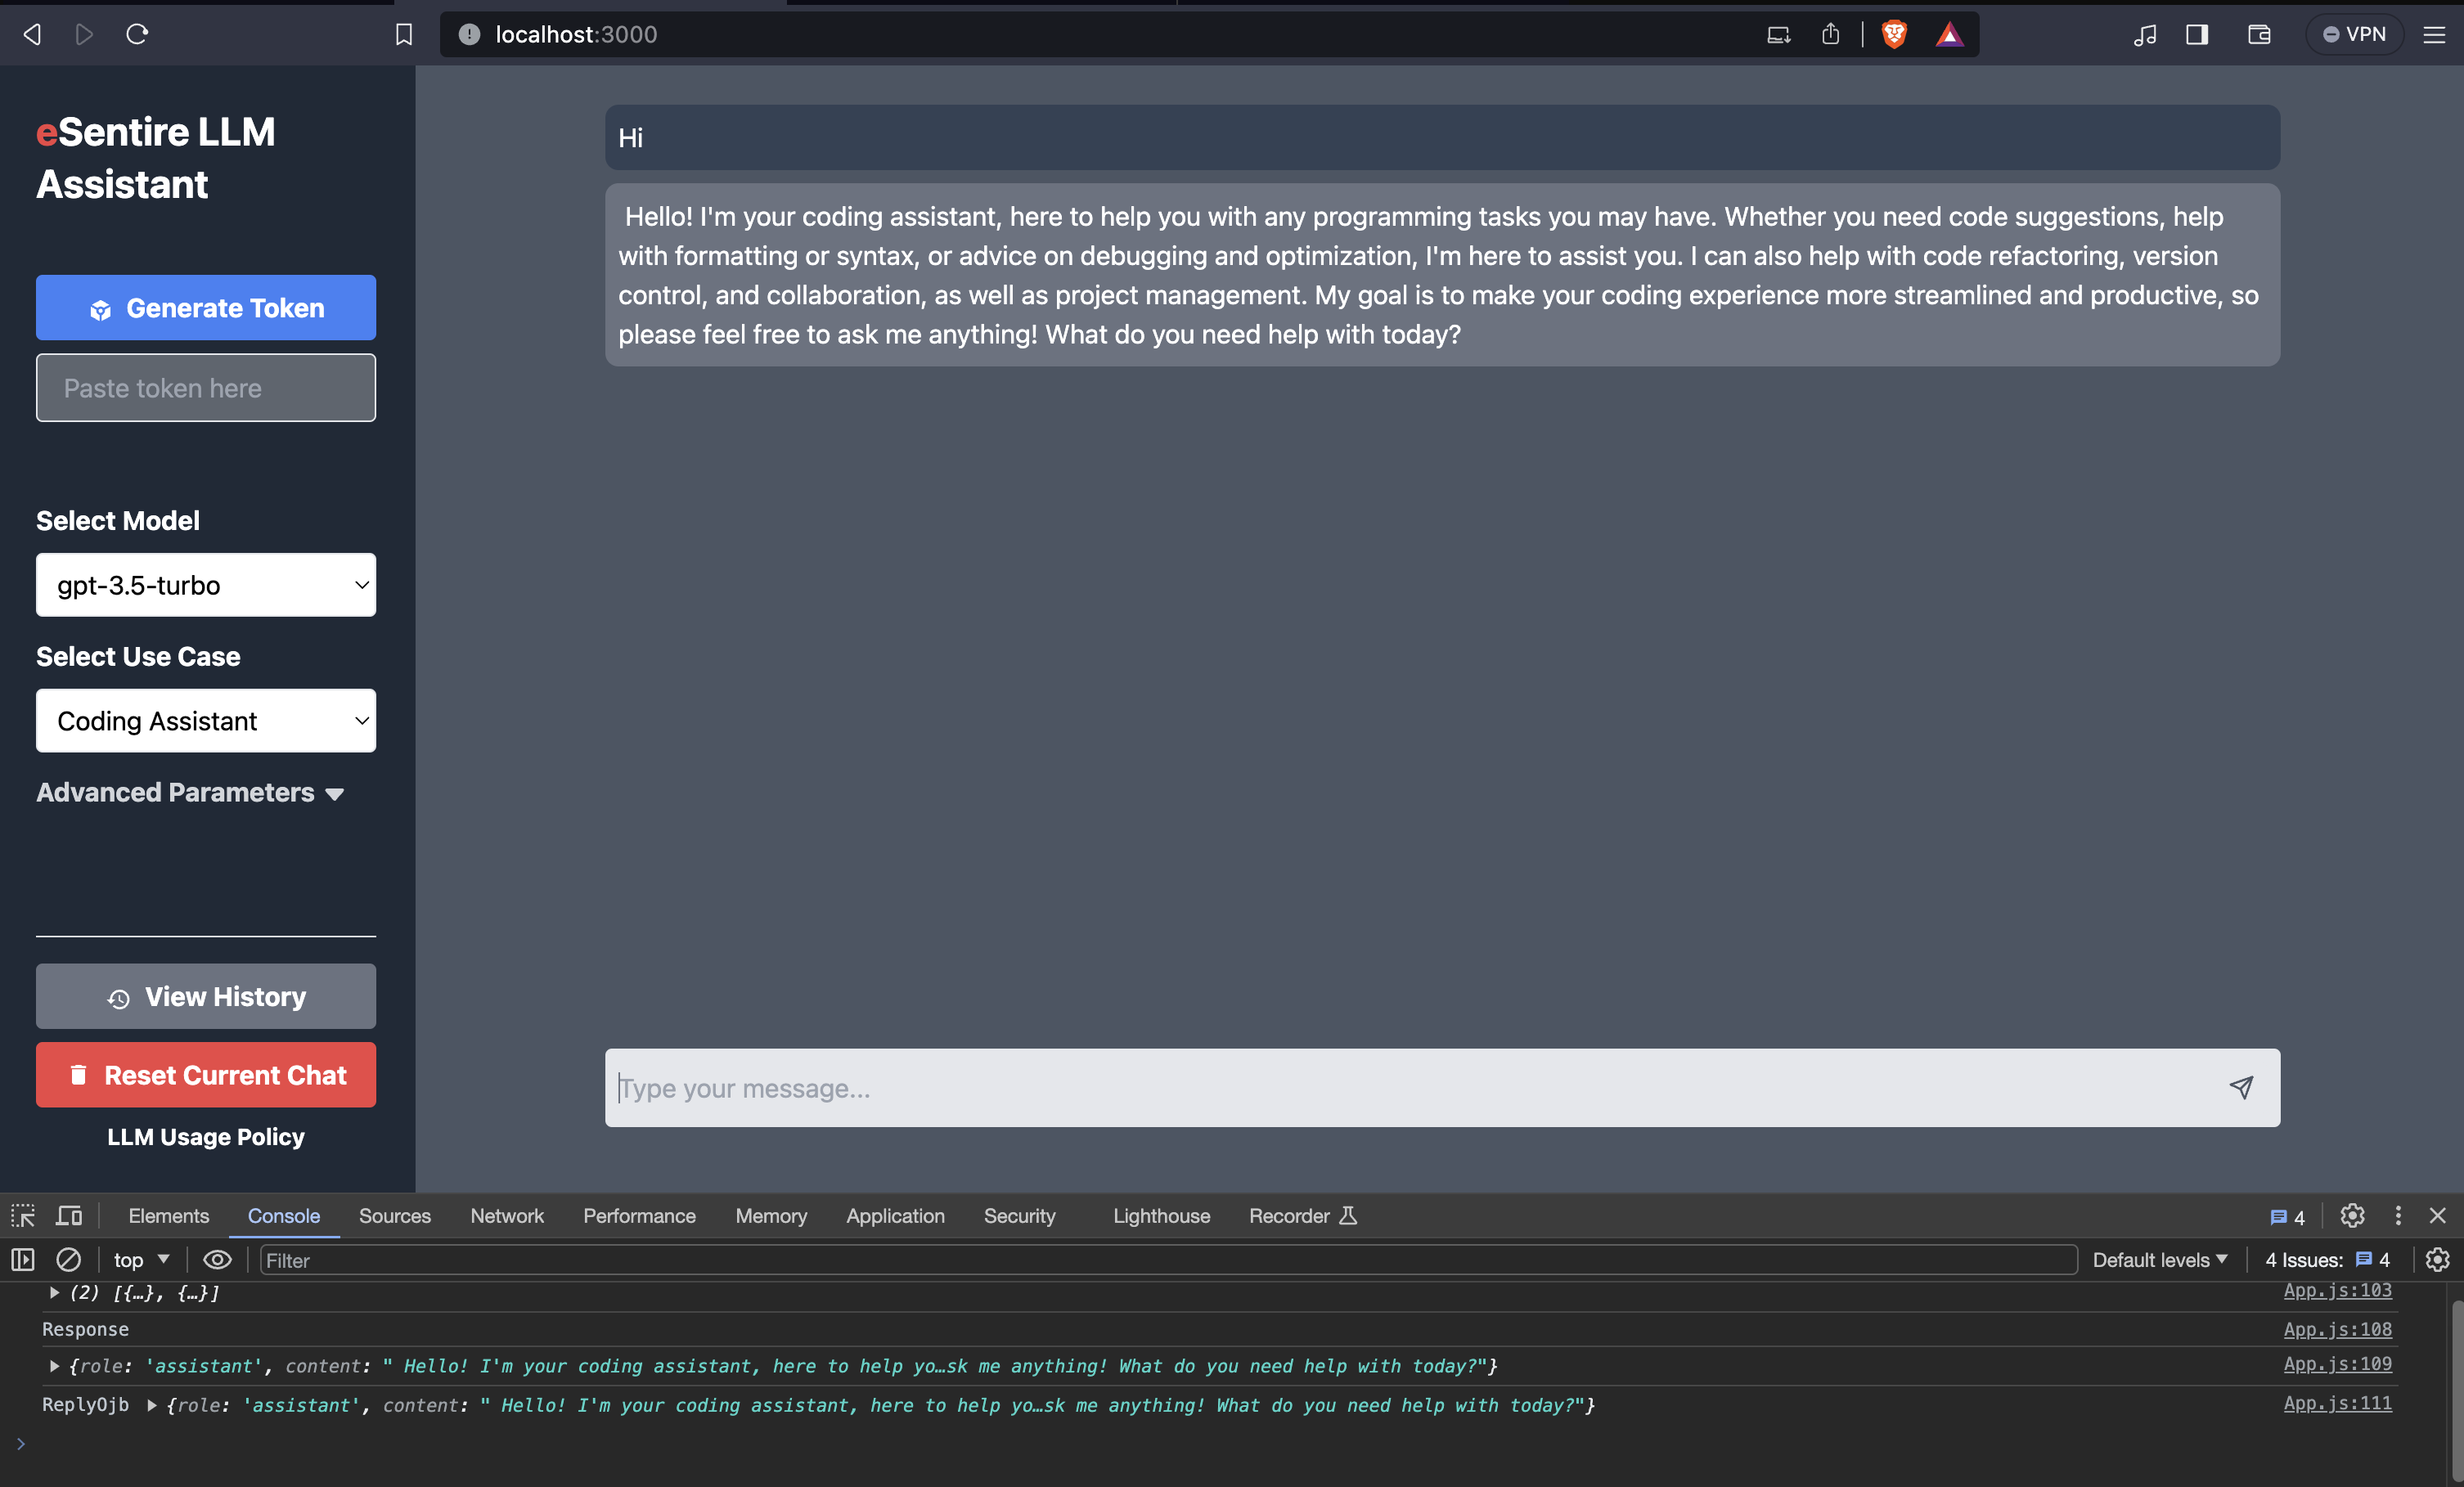 localhost:3000
VPN
eSentire LLM
Assistant
Generate Token
Paste token here
Select Model
gpt-3.5-turbo
Select Use Case
Coding Assistant
Advanced Parameters
View History
Reset Current Chat
LLM Usage Policy
Hi
Hello! I'm your coding assistant, here to help you with any programming tasks you may have. Whether you need code suggestions, help
with formatting or syntax, or advice on debugging and optimization, I'm here to assist you. I can also help with code refactoring, version
control, and collaboration, as well as project management. My goal is to make your coding experience more streamlined and productive, so
please feel free to ask me anything! What do you need help with today?
Type your message...
Elements Console Sources Network Performance Memory Application Security Lighthouse Recorder 4
top Filter Default levels 4 Issues: 4
(2) [{…}, {…}] App.js:103
Response App.js:108
{role: 'assistant', content: " Hello! I'm your coding assistant, here to help yo…sk me anything! What do you need help with today?"} App.js:109
ReplyOjb {role: 'assistant', content: " Hello! I'm your coding assistant, here to help yo…sk me anything! What do you need help with today?"} App.js:111